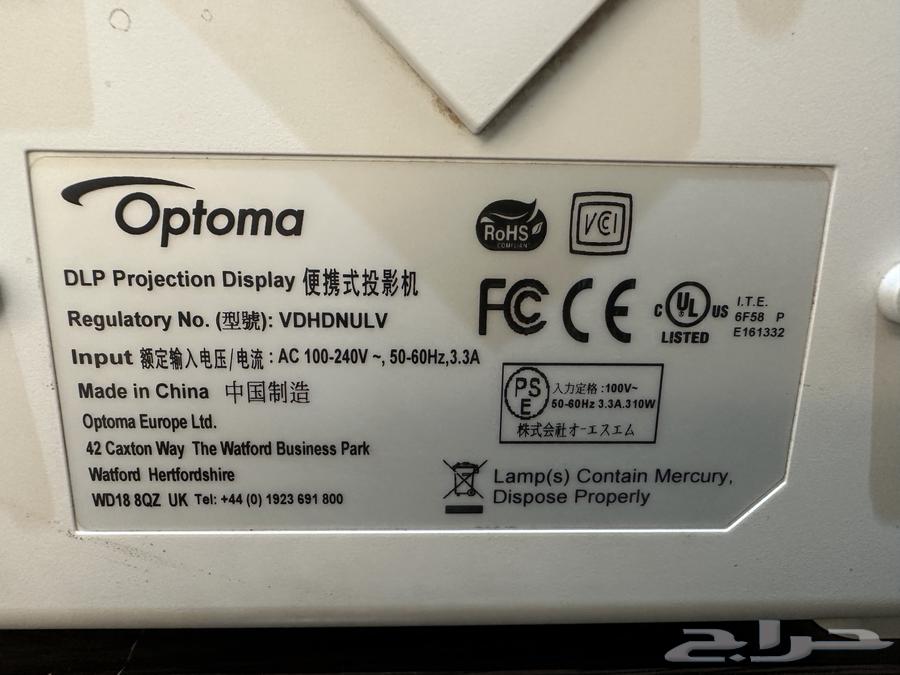 Optoma
DLP Projection Display 便携式投影机
Regulatory No. (型號): VDHDNULV
Input 额定输入电压/电流 : AC 100-240V ~, 50-60Hz,3.3A
Made in China 中国制造
Optoma Europe Ltd.
42 Caxton Way The Watford Business Park
Watford Hertfordshire
WD18 8QZ UK Tel: +44 (0) 1923 691 800
RoHS
COMPLIANT
VCCI
FC CE
c UL US
LISTED
I.T.E.
6F58 P
E161332
PSE
入力定格 :100V~
50-60Hz 3.3A.310W
株式会社オーエスエム
Lamp(s) Contain Mercury,
Dispose Properly
حراج